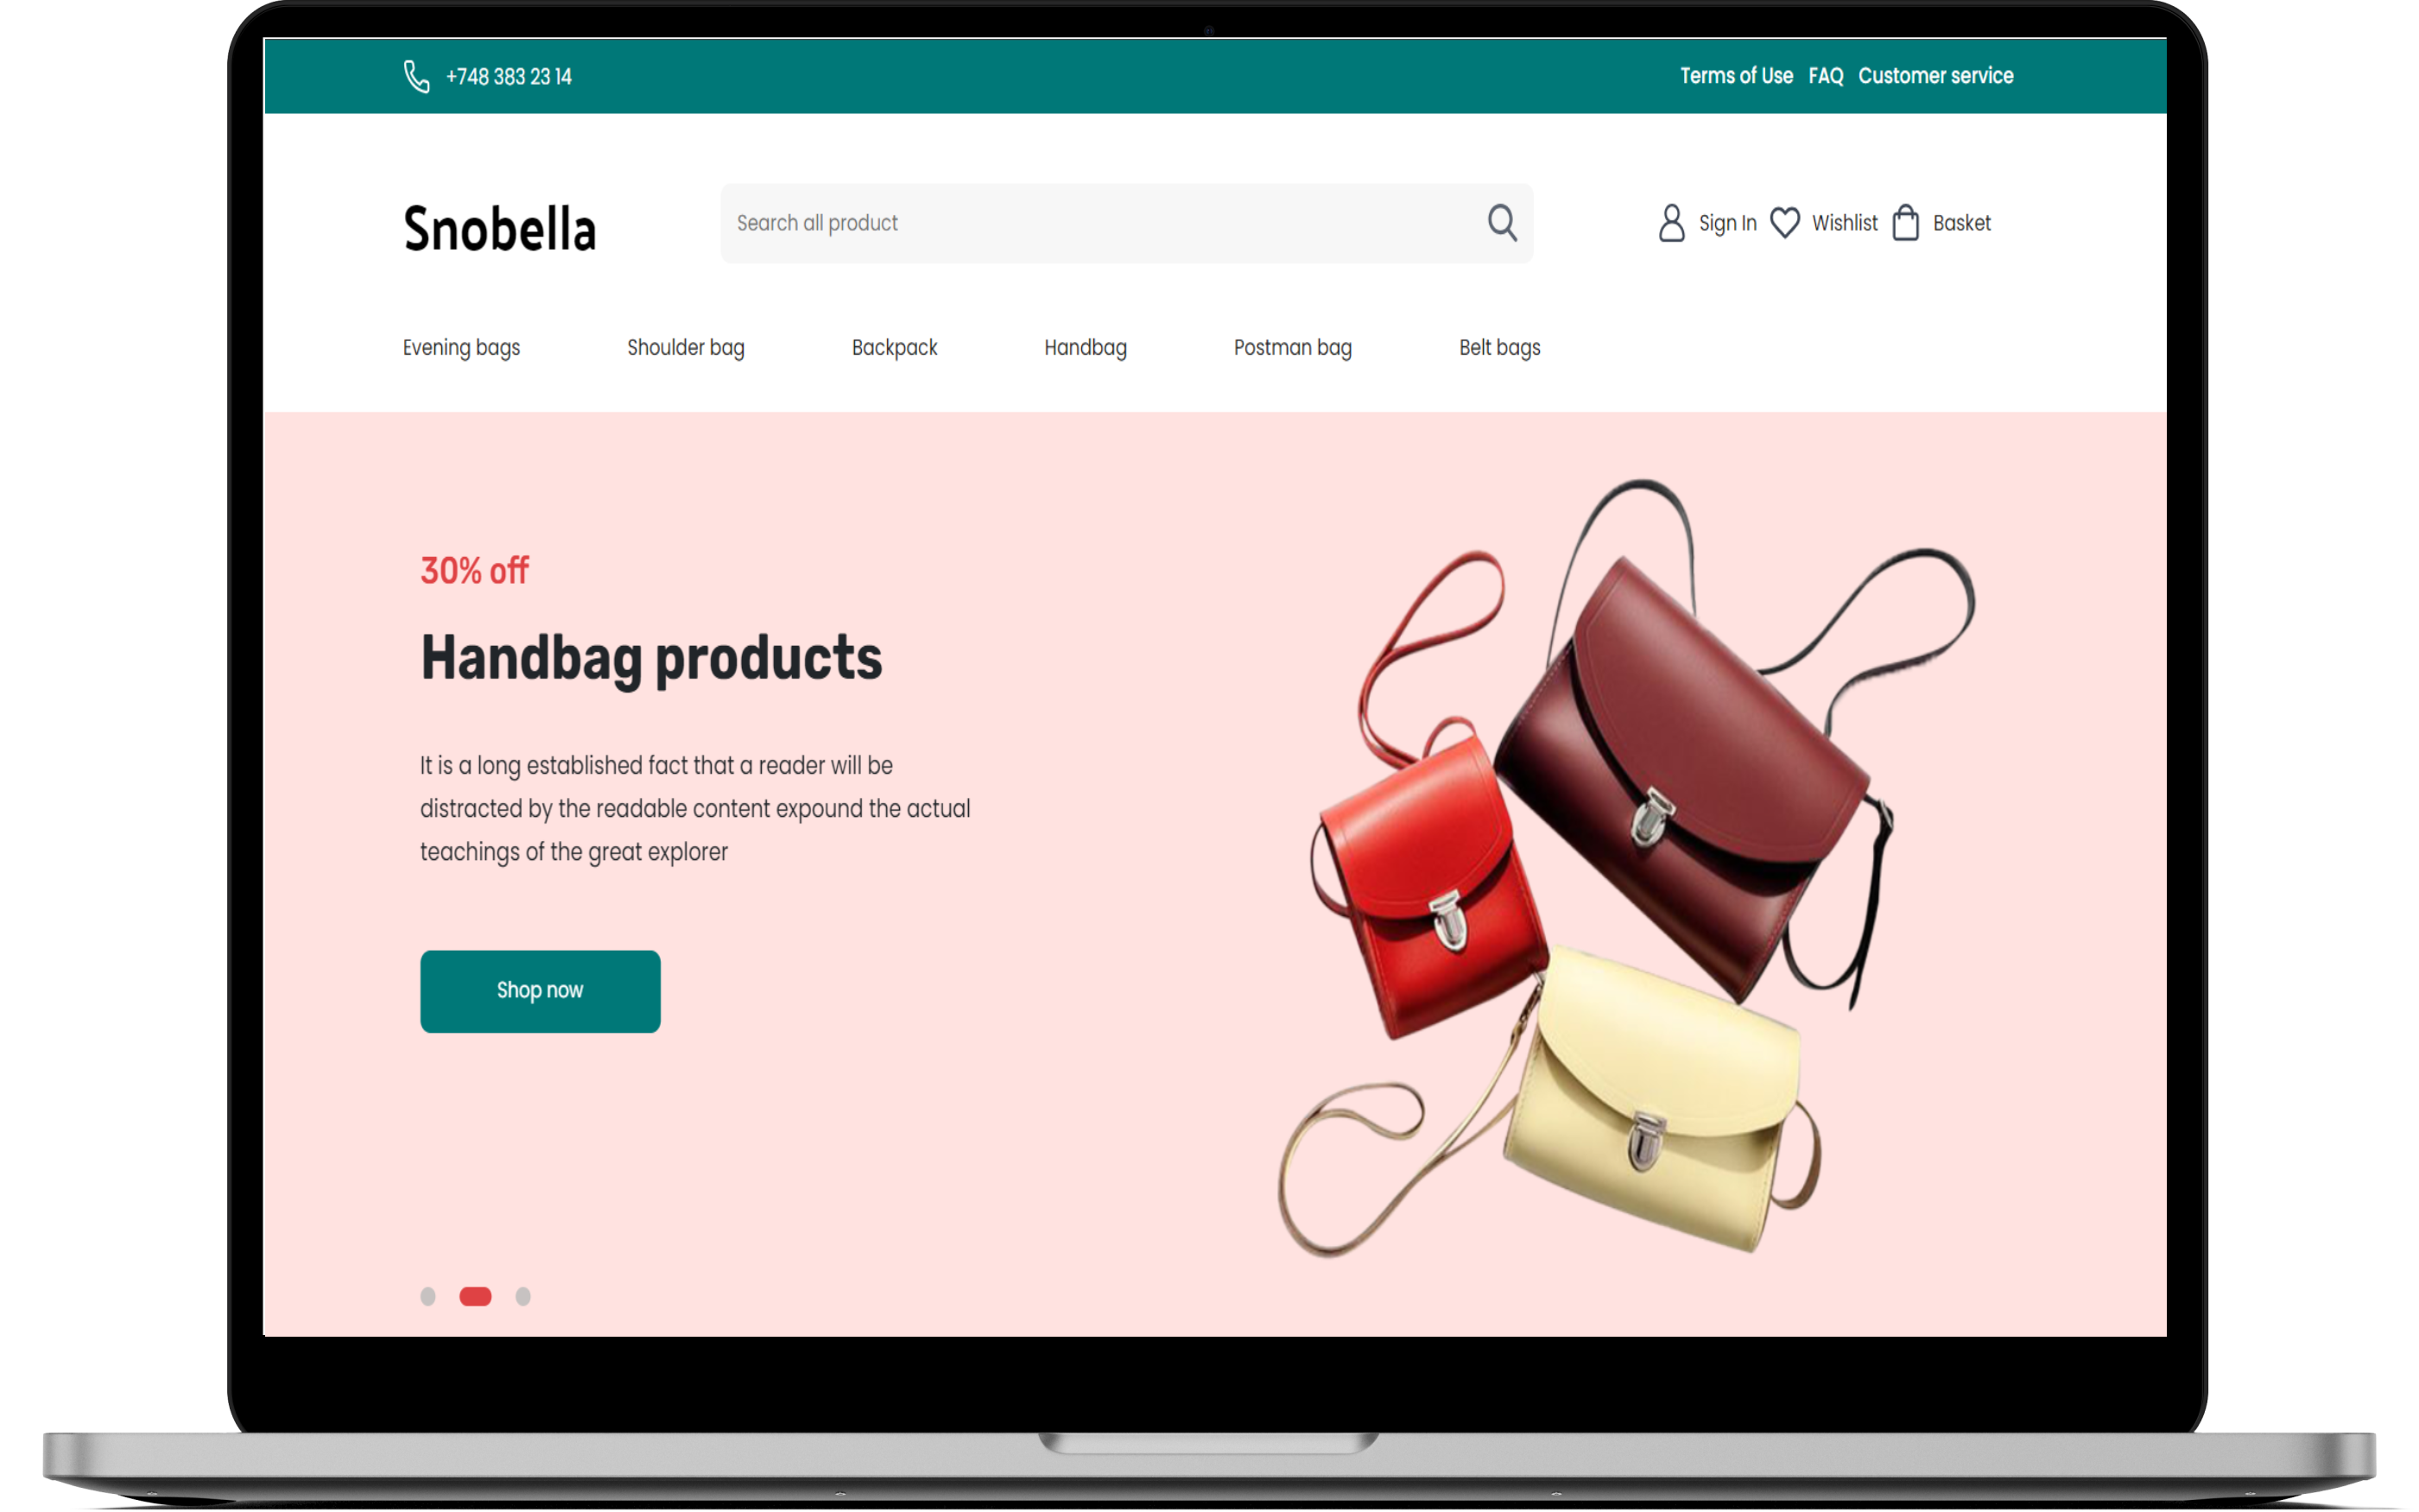 +748 383 23 14
Terms of Use FAQ Customer service
Snobella
Search all product
Sign In Wishlist Basket
Evening bags Shoulder bag Backpack Handbag Postman bag Belt bags
30% off
Handbag products
It is a long established fact that a reader will be
distracted by the readable content expound the actual
teachings of the great explorer
Shop now